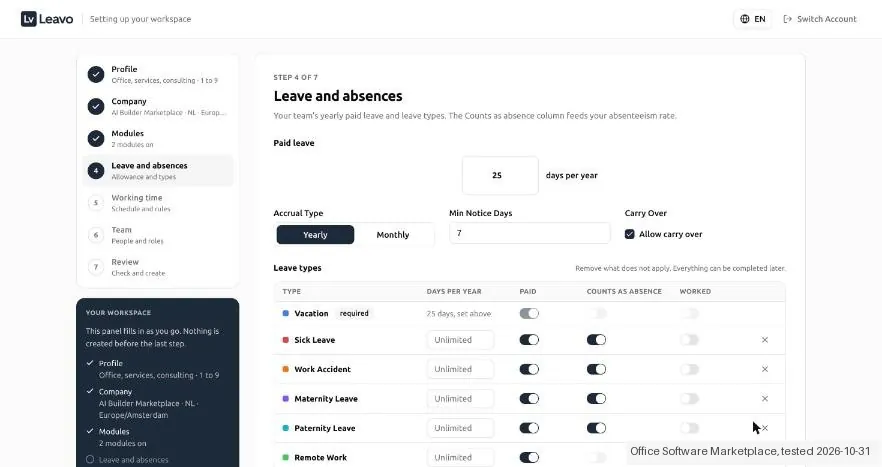 Lv Leavo
Setting up your workspace
EN
Switch Account
Profile
Office, services, consulting · 1 to 9
Company
AI Builder Marketplace · NL · Europ...
Modules
2 modules on
4
Leave and absences
Allowance and types
5
Working time
Schedule and rules
6
Team
People and roles
7
Review
Check and create
YOUR WORKSPACE
This panel fills in as you go. Nothing is
created before the last step.
Profile
Office, services, consulting · 1 to 9
Company
AI Builder Marketplace · NL ·
Europe/Amsterdam
Modules
2 modules on
Leave and absences
STEP 4 OF 7
Leave and absences
Your team's yearly paid leave and leave types. The Counts as absence column feeds your absenteeism rate.
Paid leave
25 days per year
Accrual Type
Yearly Monthly
Min Notice Days
7
Carry Over
Allow carry over
Leave types
Remove what does not apply. Everything can be completed later.
TYPE DAYS PER YEAR PAID COUNTS AS ABSENCE WORKED
Vacation required 25 days, set above
Sick Leave Unlimited
Work Accident Unlimited
Maternity Leave Unlimited
Paternity Leave Unlimited
Remote Work Unlimited
Office Software Marketplace, tested 2026-10-31